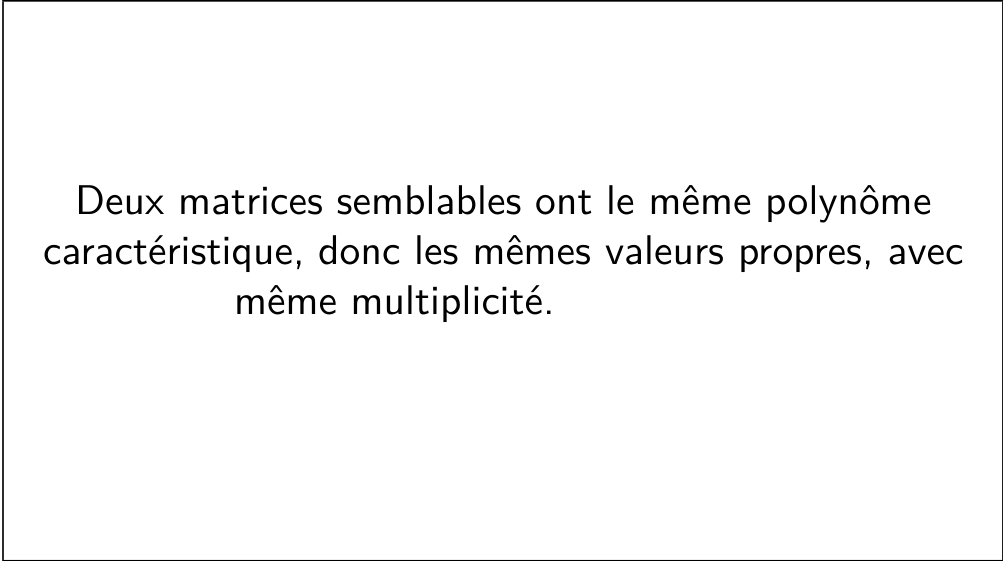 Deux matrices semblables ont le même polynôme
caractéristique, donc les mêmes valeurs propres, avec
même multiplicité.